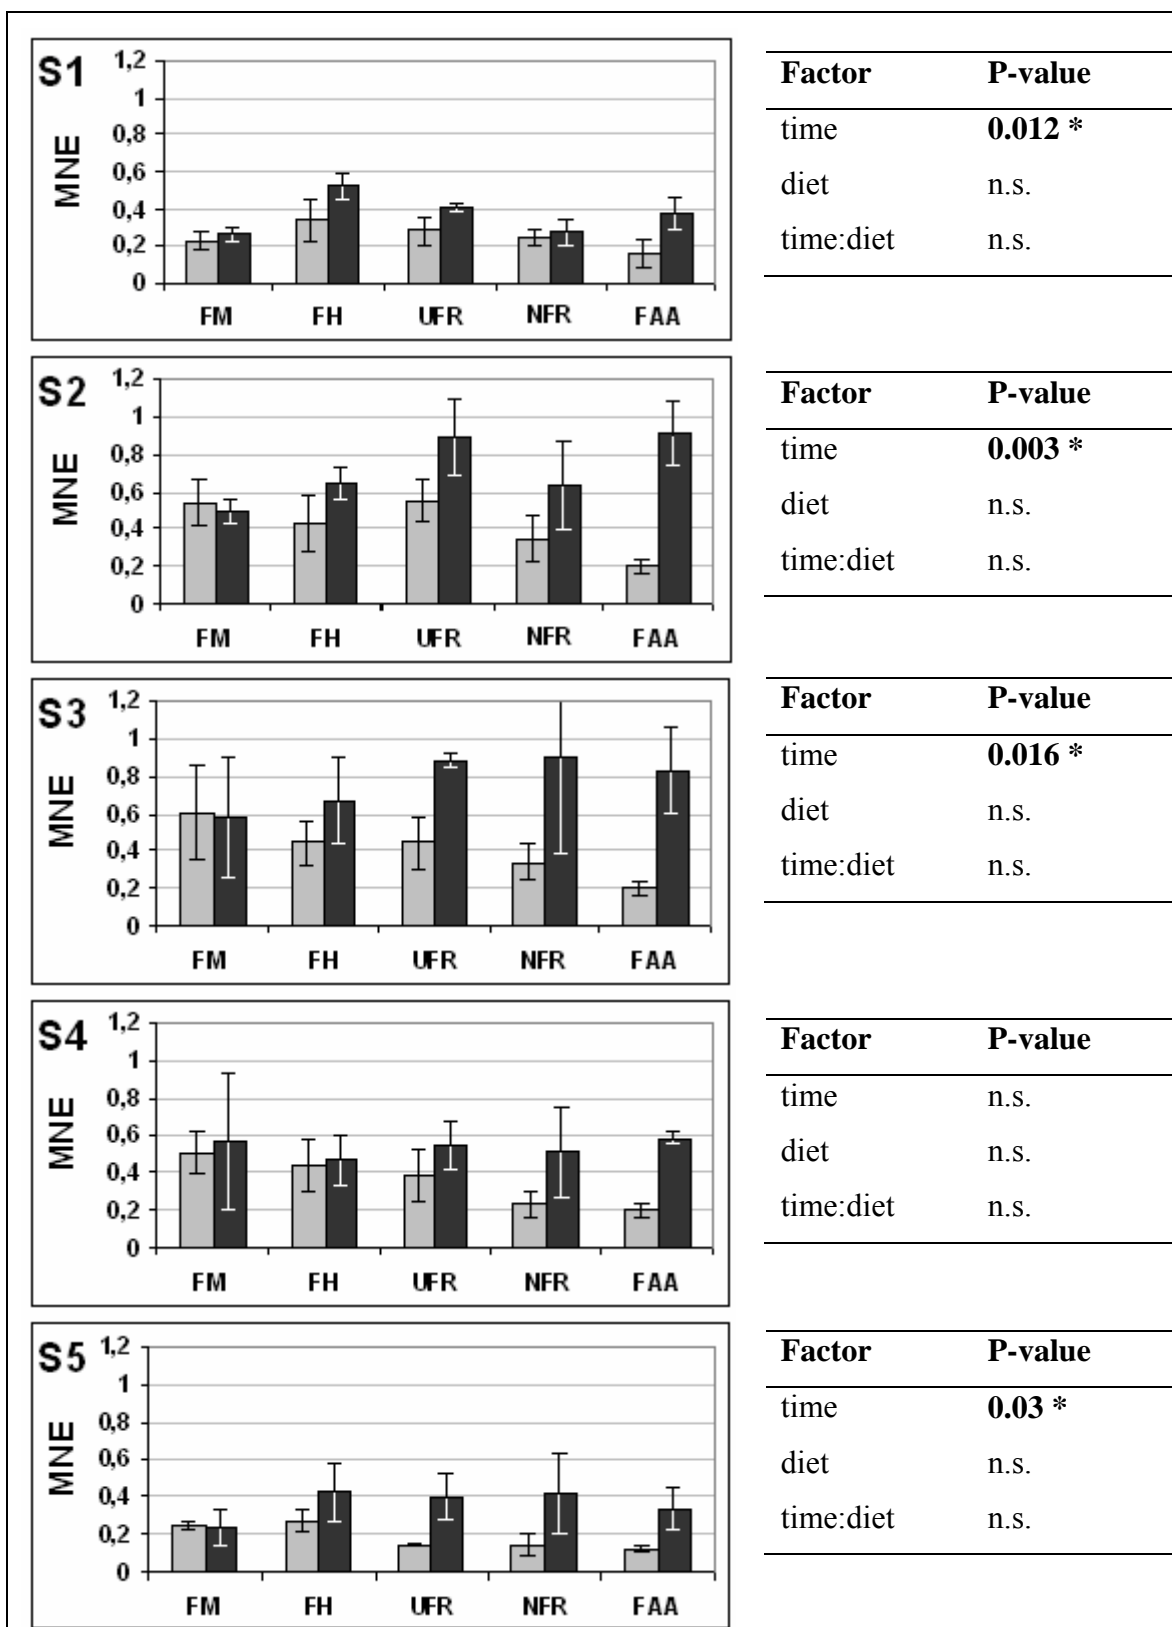 S1
MNE
1,2
1
0,8
0,6
0,4
0,2
0
FM FH UFR NFR FAA
Factor P-value
time 0.012 *
diet n.s.
time:diet n.s.
S2
MNE
1,2
1
0,8
0,6
0,4
0,2
0
FM FH UFR NFR FAA
Factor P-value
time 0.003 *
diet n.s.
time:diet n.s.
S3
MNE
1,2
1
0,8
0,6
0,4
0,2
0
FM FH UFR NFR FAA
Factor P-value
time 0.016 *
diet n.s.
time:diet n.s.
S4
MNE
1,2
1
0,8
0,6
0,4
0,2
0
FM FH UFR NFR FAA
Factor P-value
time n.s.
diet n.s.
time:diet n.s.
S5
MNE
1,2
1
0,8
0,6
0,4
0,2
0
FM FH UFR NFR FAA
Factor P-value
time 0.03 *
diet n.s.
time:diet n.s.